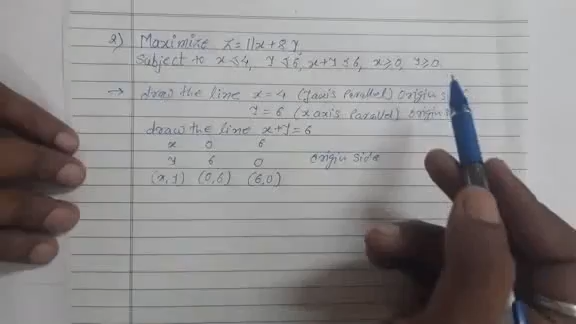 2) Maximize Z = 11x + 8y,
Subject to x ≤ 4, y ≤ 6, x+y ≤ 6, x ≥ 0, y ≥ 0.
→ draw the line x = 4 (y axis parallel) origin
y = 6 (x axis parallel) origin
draw the line x+y = 6
x 0 6
y 6 0 origin side
(x,y) (0,6) (6,0)